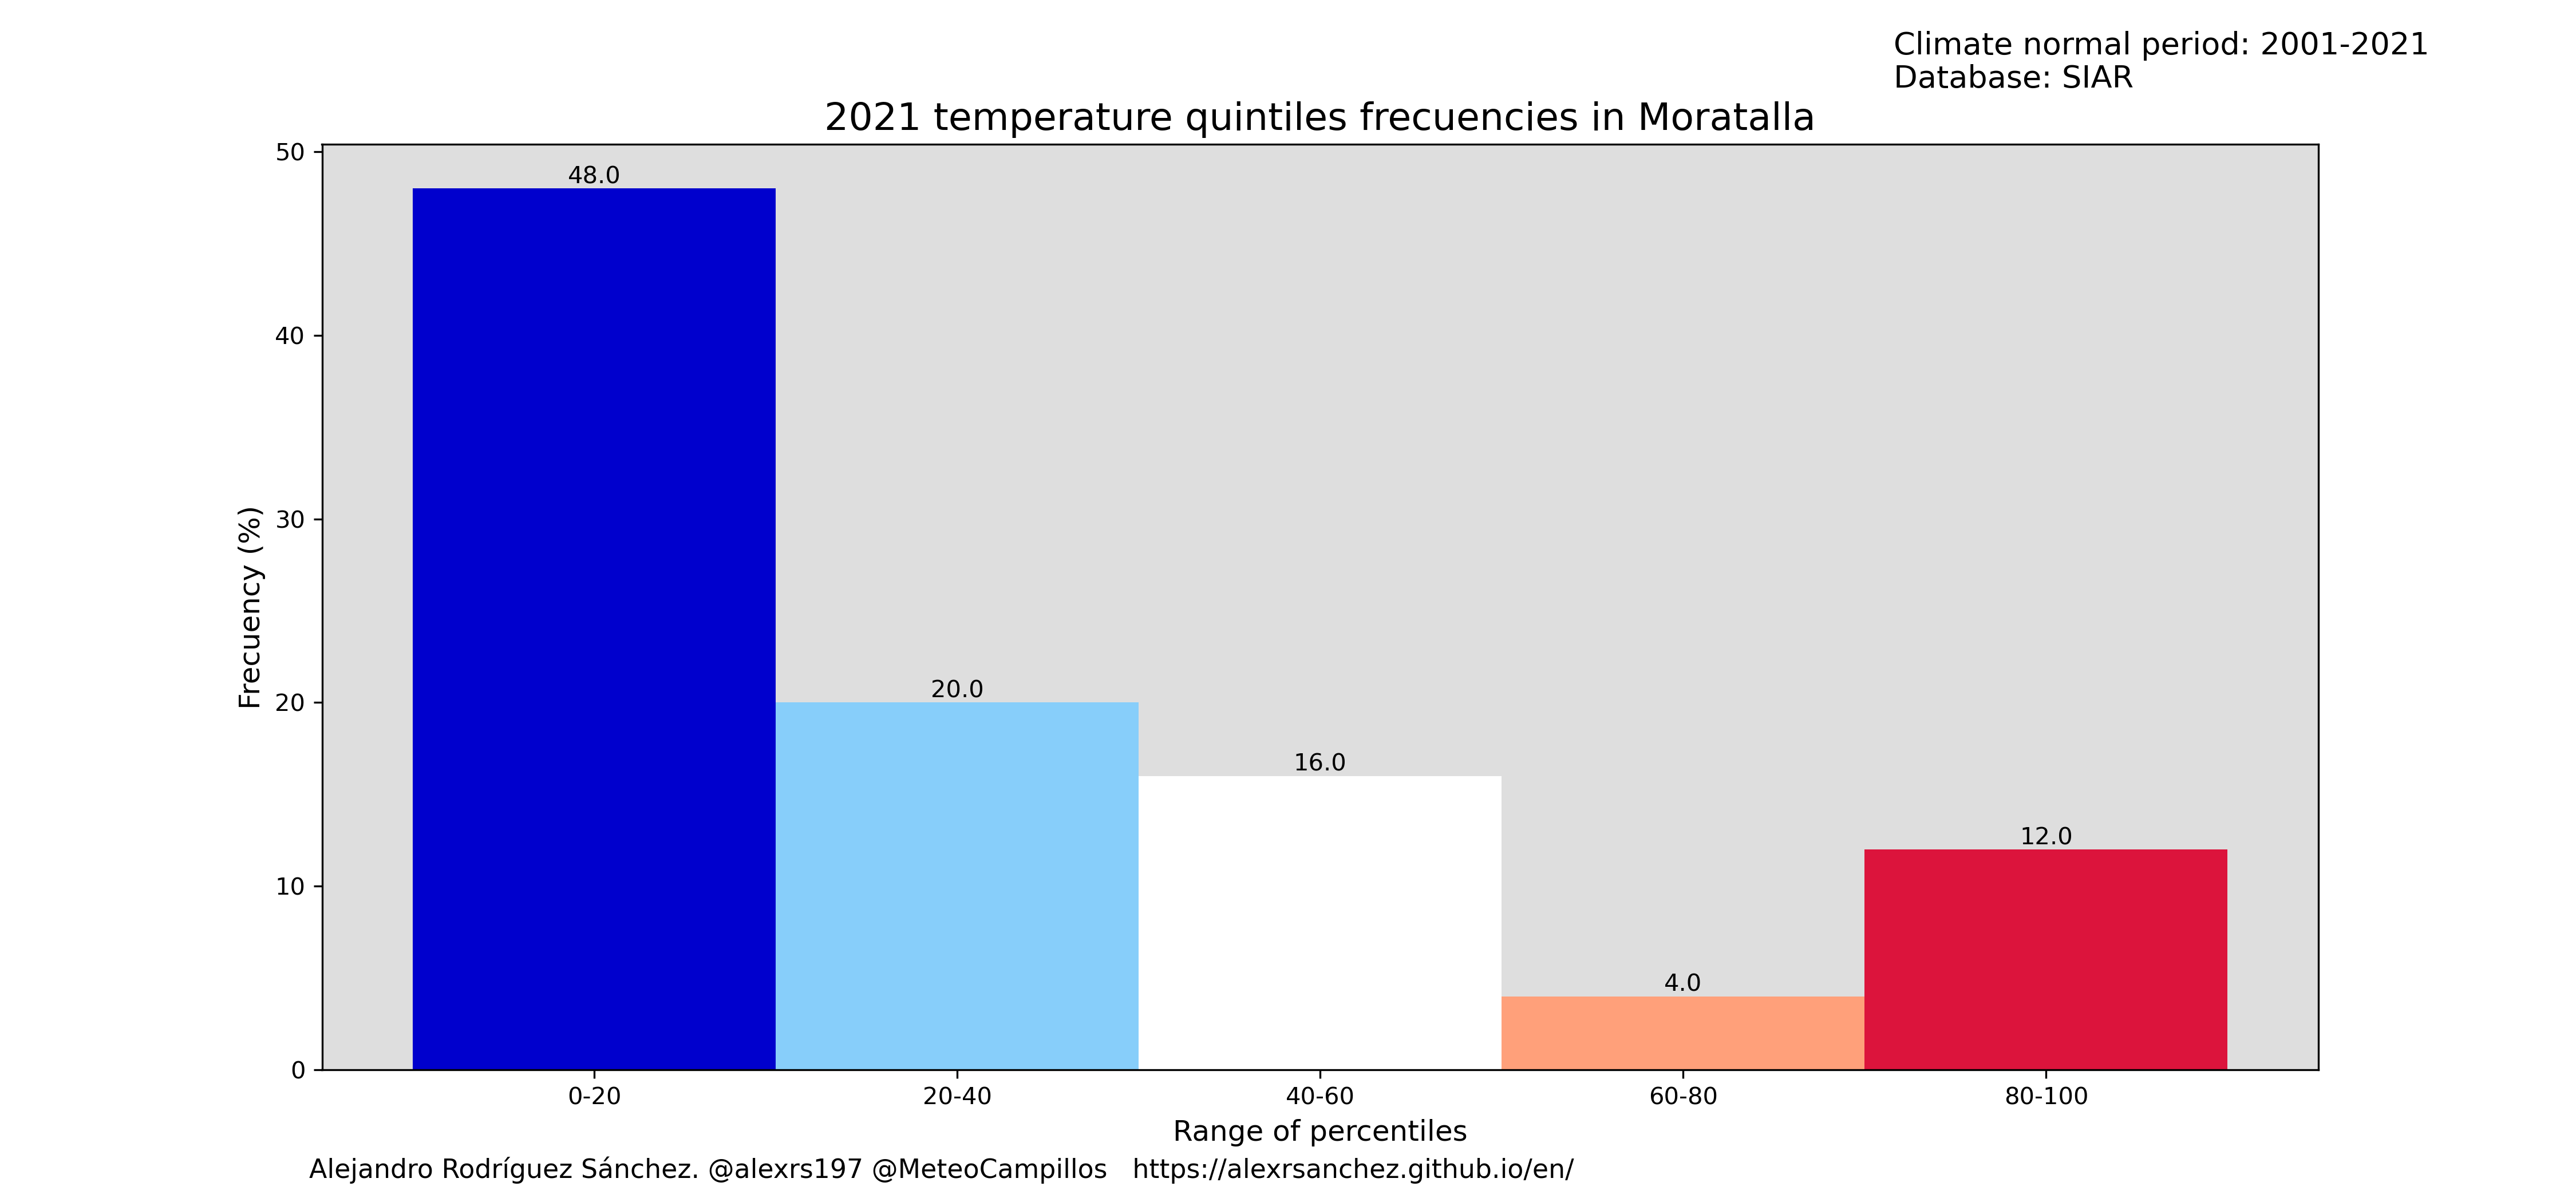 Climate normal period: 2001-2021
Database: SIAR
2021 temperature quintiles frecuencies in Moratalla
50
48.0
40
30
Frecuency (%)
20
20.0
16.0
12.0
10
4.0
0
0-20
20-40
40-60
60-80
80-100
Range of percentiles
Alejandro Rodríguez Sánchez. @alexrs197 @MeteoCampillos https://alexrsanchez.github.io/en/